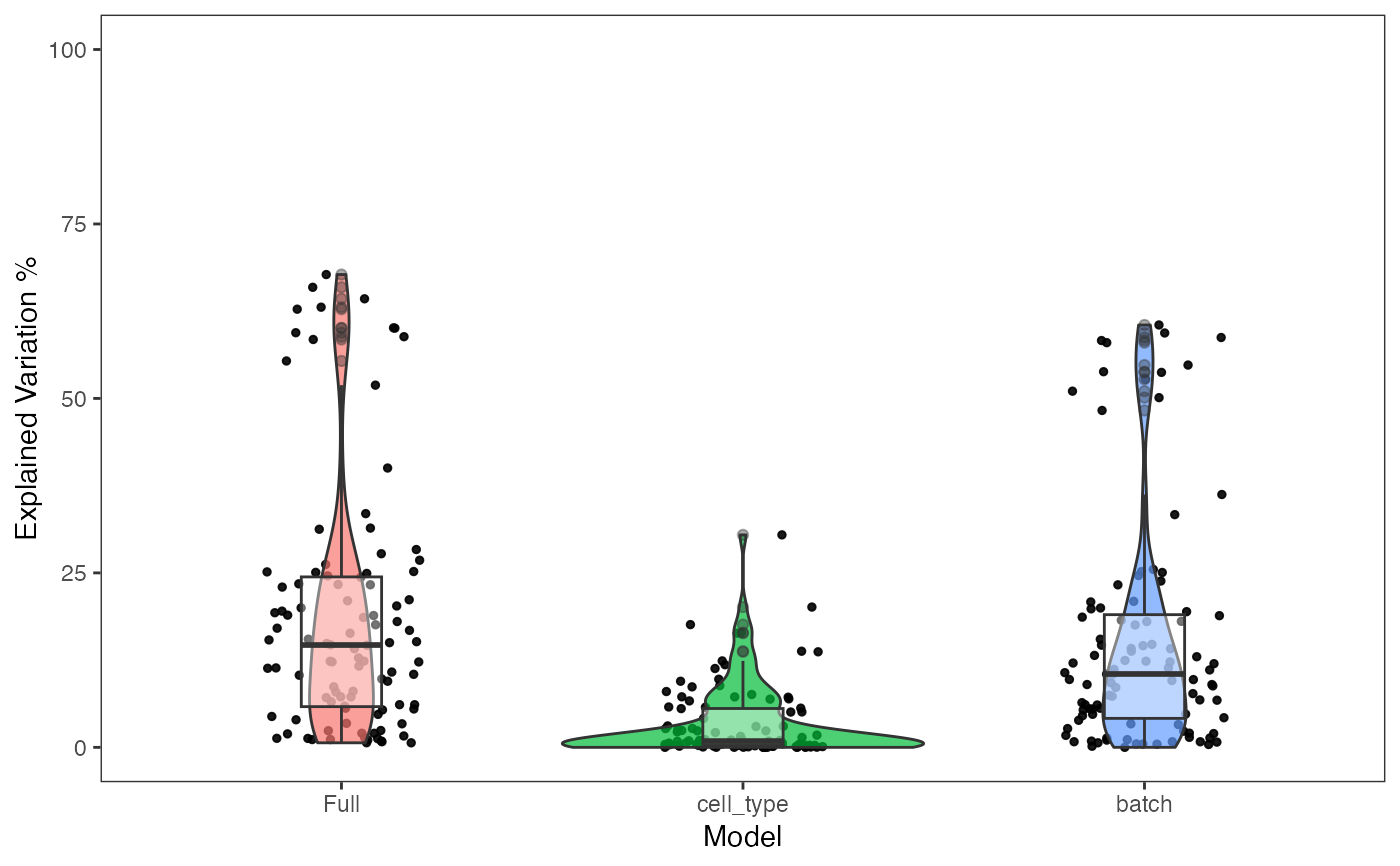 100
75
50
25
0
Explained Variation %
Full
cell_type
batch
Model